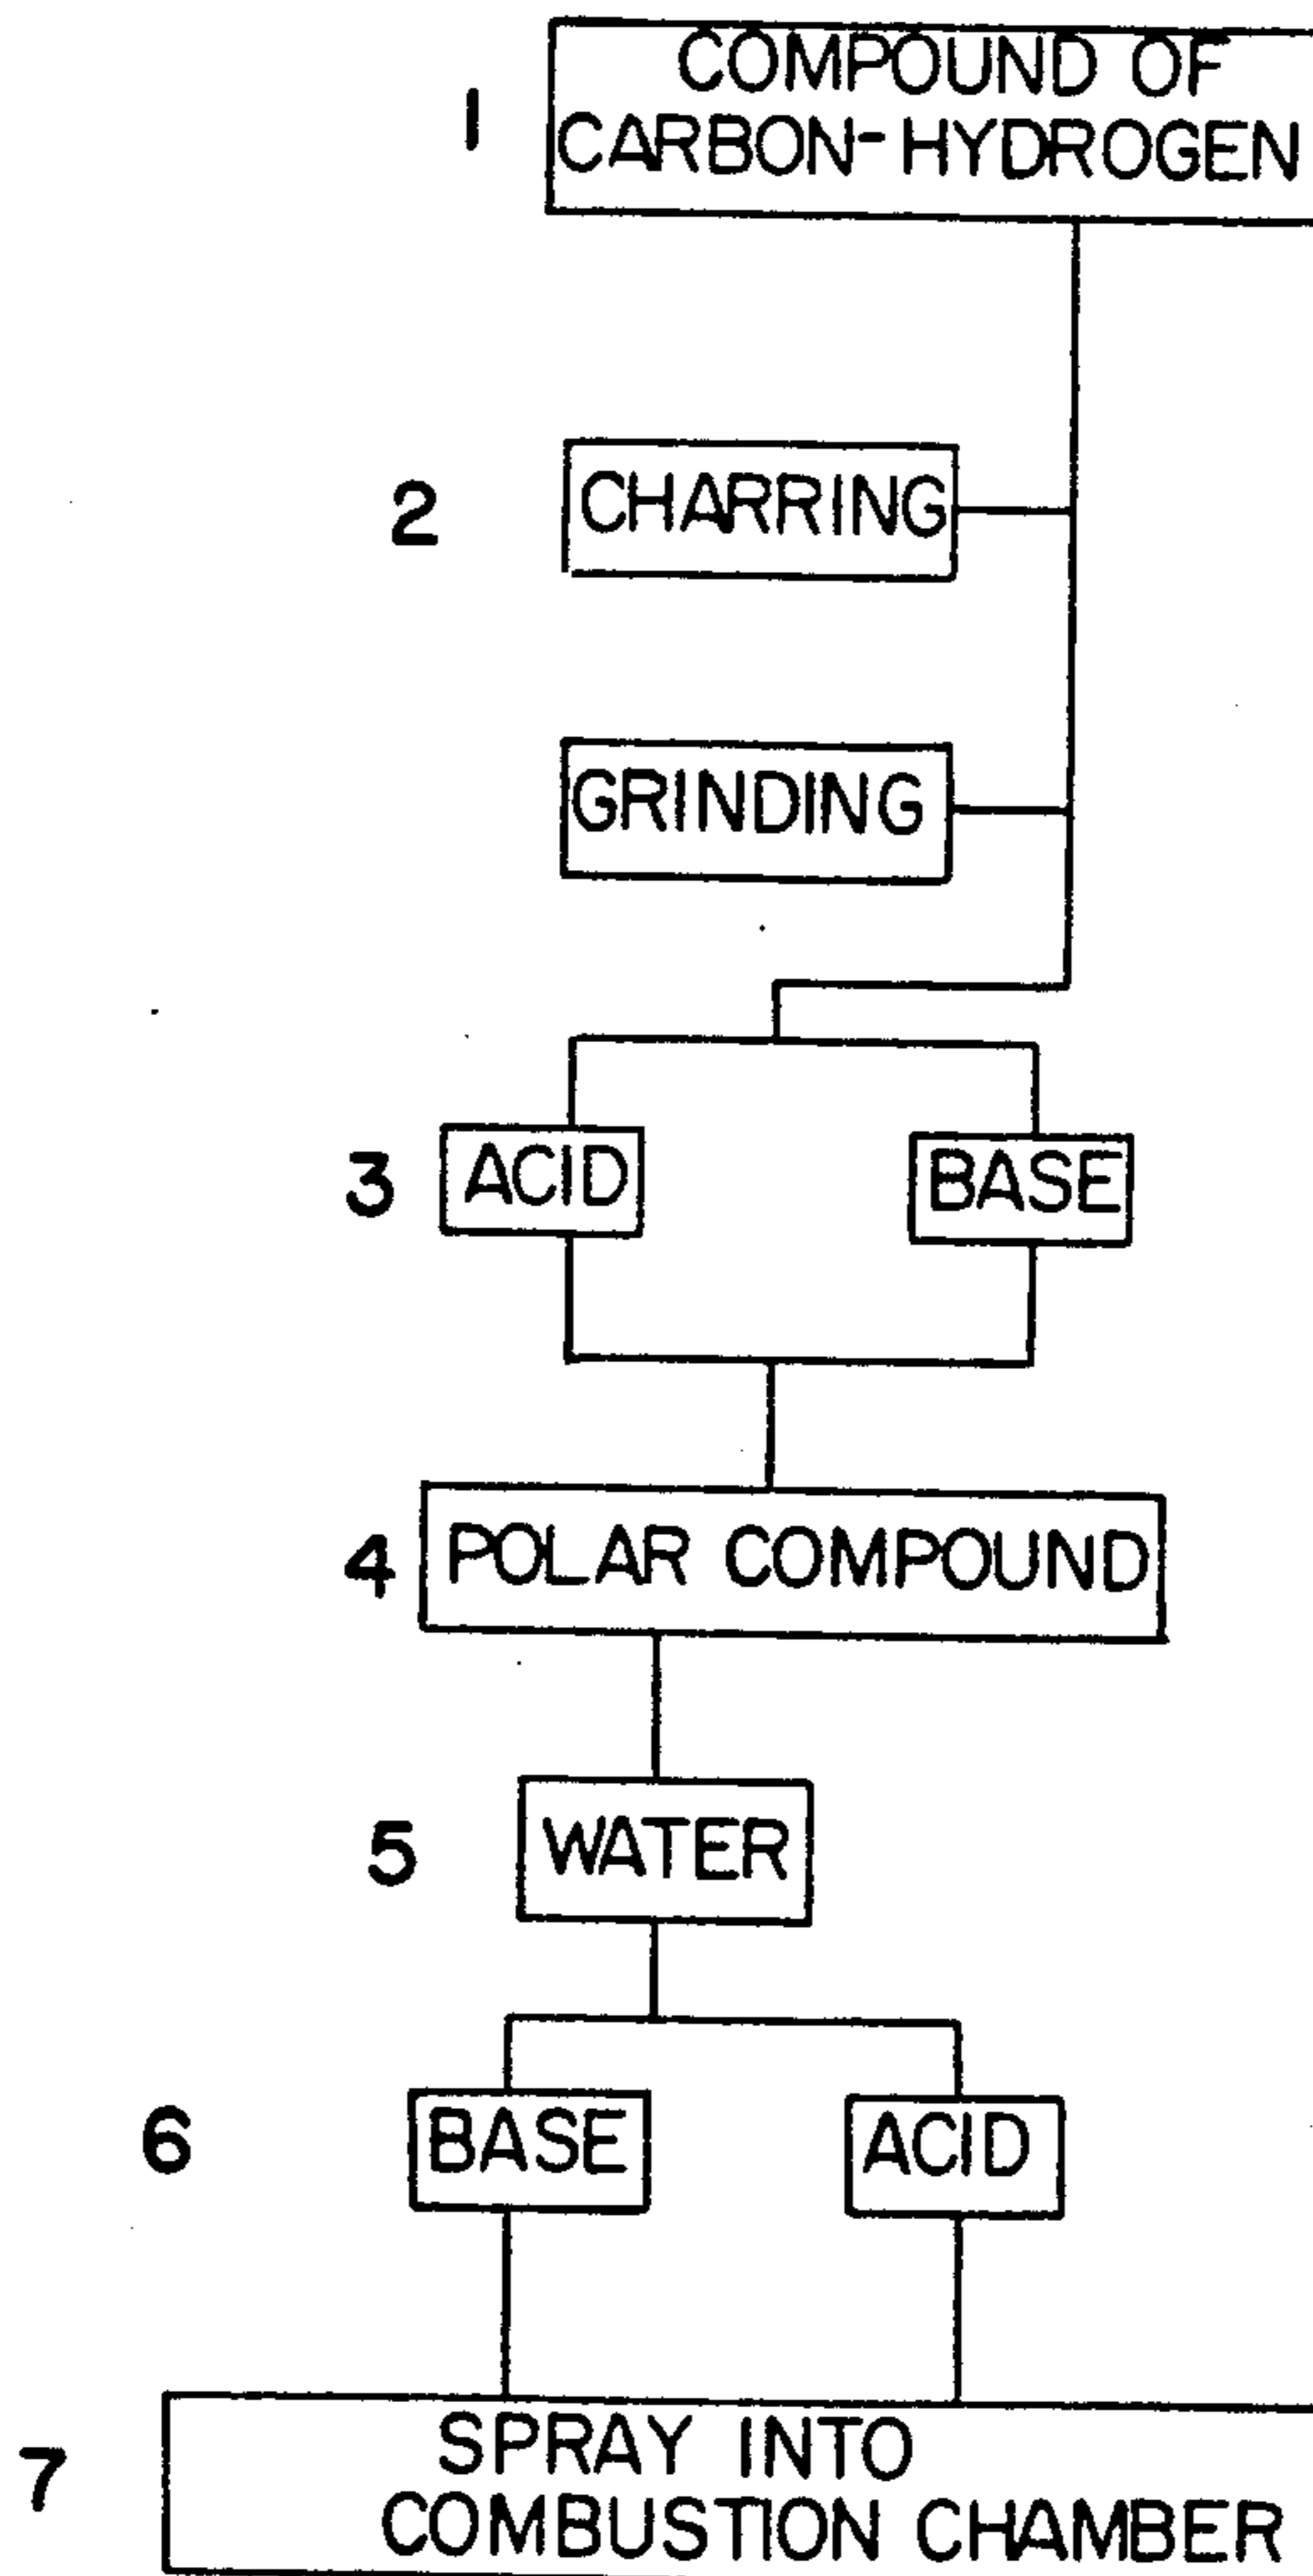 1
COMPOUND OF
CARBON-HYDROGEN
2
CHARRING
GRINDING
3
ACID
BASE
4
POLAR COMPOUND
5
WATER
6
BASE
ACID
7
SPRAY INTO
COMBUSTION CHAMBER